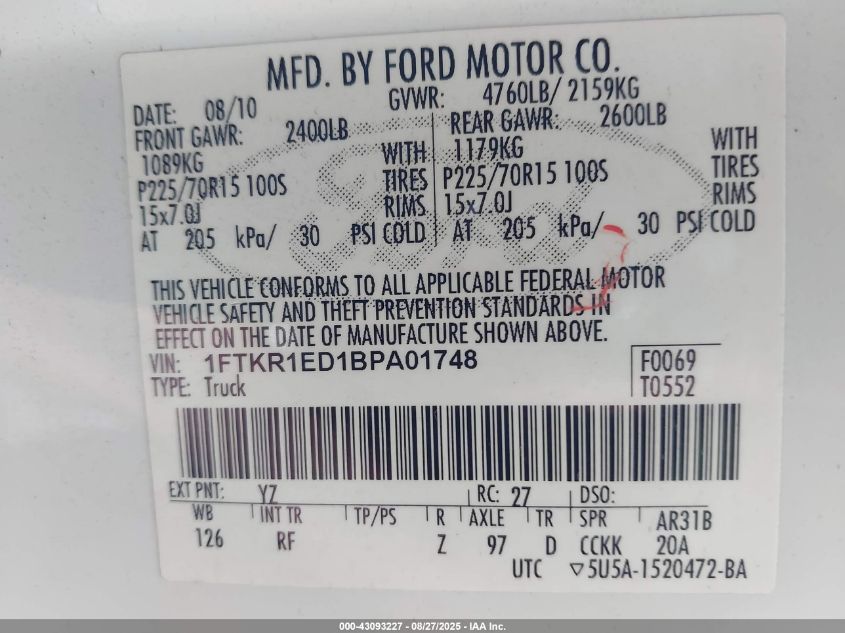 MFD. BY FORD MOTOR CO.
DATE: 08/10 GVWR: 4760LB/ 2159KG
FRONT GAWR: 2400LB REAR GAWR: 2600LB
1089KG WITH 1179KG WITH
P225/70R15 100S TIRES P225/70R15 100S TIRES
15x7.0J RIMS 15x7.0J RIMS
AT 205 kPa/ 30 PSI COLD AT 205 kPa/ 30 PSI COLD
THIS VEHICLE CONFORMS TO ALL APPLICABLE FEDERAL MOTOR
VEHICLE SAFETY AND THEFT PREVENTION STANDARDS IN
EFFECT ON THE DATE OF MANUFACTURE SHOWN ABOVE.
VIN: 1FTKR1ED1BPA01748 F0069
TYPE: Truck T0552
EXT PNT: YZ RC: 27 DSO:
WB INT TR TP/PS R AXLE TR SPR AR31B
126 RF Z 97 D CCKK 20A
UTC ▽5U5A-1520472-BA
000-43093227 - 08/27/2025 - IAA Inc.